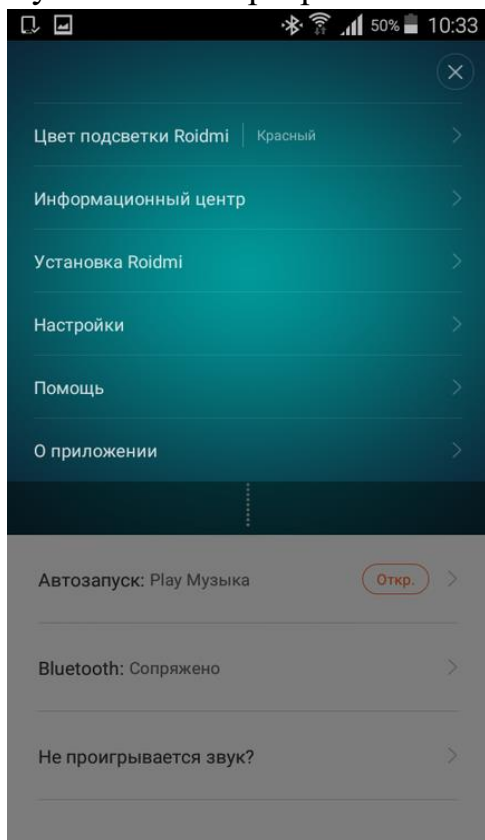 50% 10:33
Цвет подсветки Roidmi Красный
Информационный центр
Установка Roidmi
Настройки
Помощь
О приложении
Автозапуск: Play Музыка Откр.
Bluetooth: Сопряжено
Не проигрывается звук?